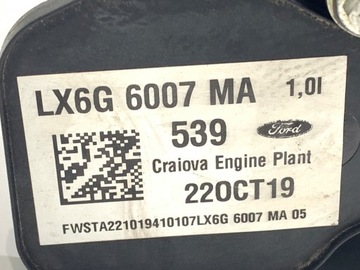 LX6G 6007 MA 1,0l
539 Ford
Craiova Engine Plant
22OCT19
FWSTA221019410107LX6G 6007 MA 05